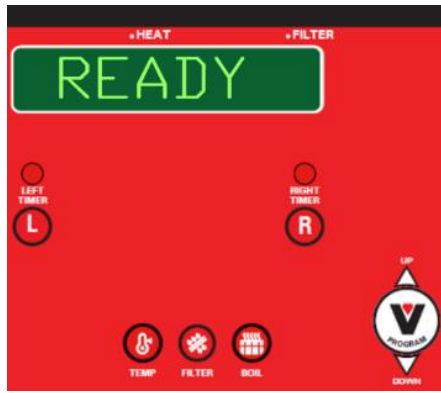 • HEAT • FILTER
READY
LEFT TIMER
RIGHT TIMER
L
R
UP
V
PROGRAM
DOWN
TEMP
FILTER
BOIL